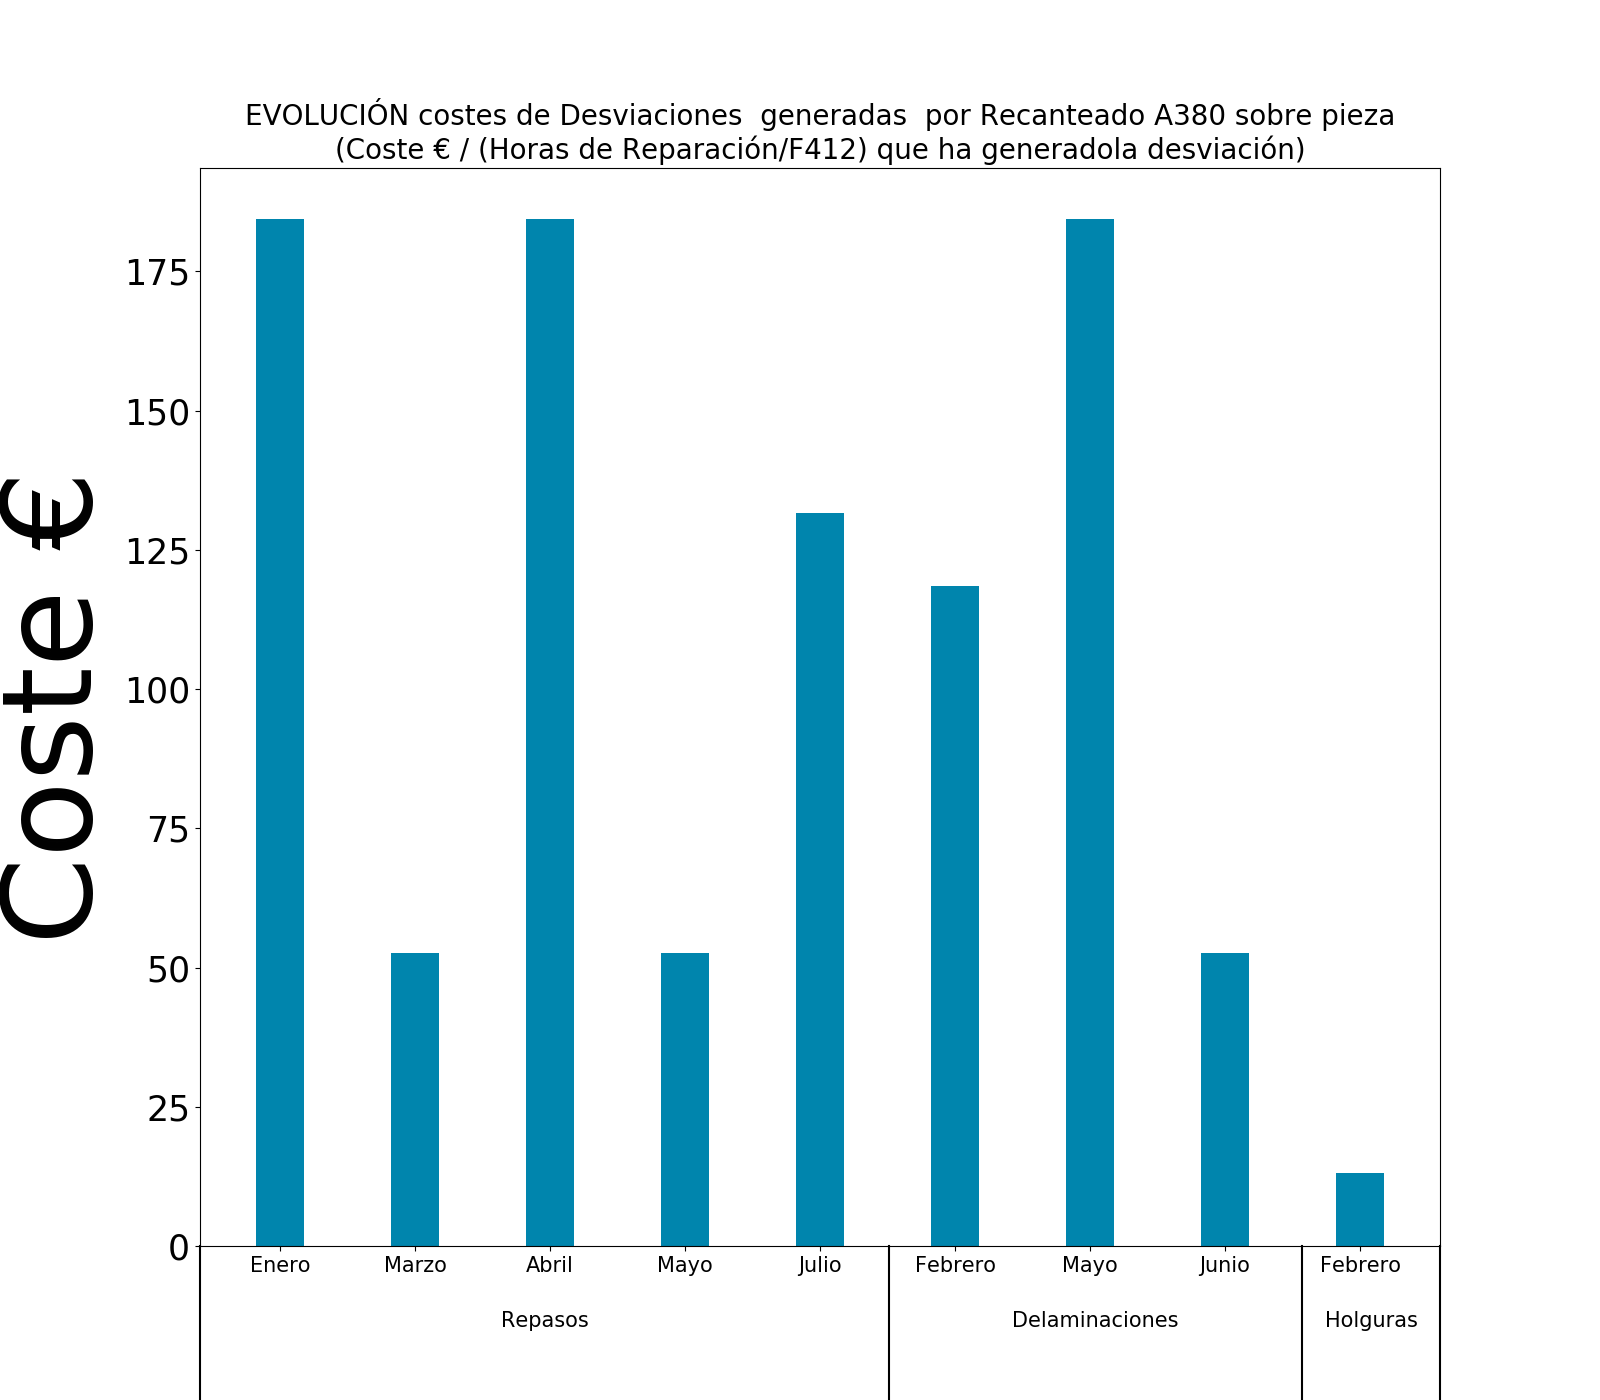 EVOLUCIÓN costes de Desviaciones  generadas  por Recanteado A380 sobre pieza
(Coste € / (Horas de Reparación/F412) que ha generadola desviación)
Coste €
175
150
125
100
75
50
25
0
Enero Marzo Abril Mayo Julio Febrero Mayo Junio Febrero
Repasos Delaminaciones Holguras